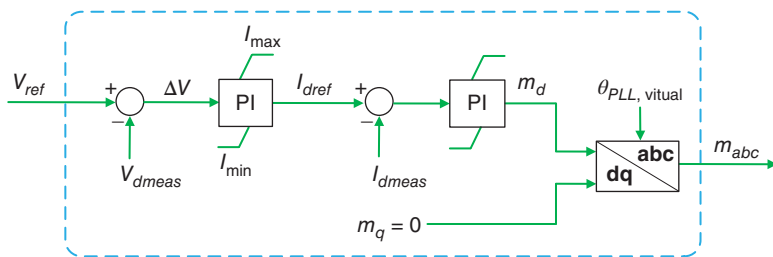 I_max
V_ref
+
ΔV
PI
I_dref
+
PI
m_d
θ_PLL, vitual
−
−
I_min
V_dmeas
I_dmeas
abc
dq
m_abc
m_q = 0